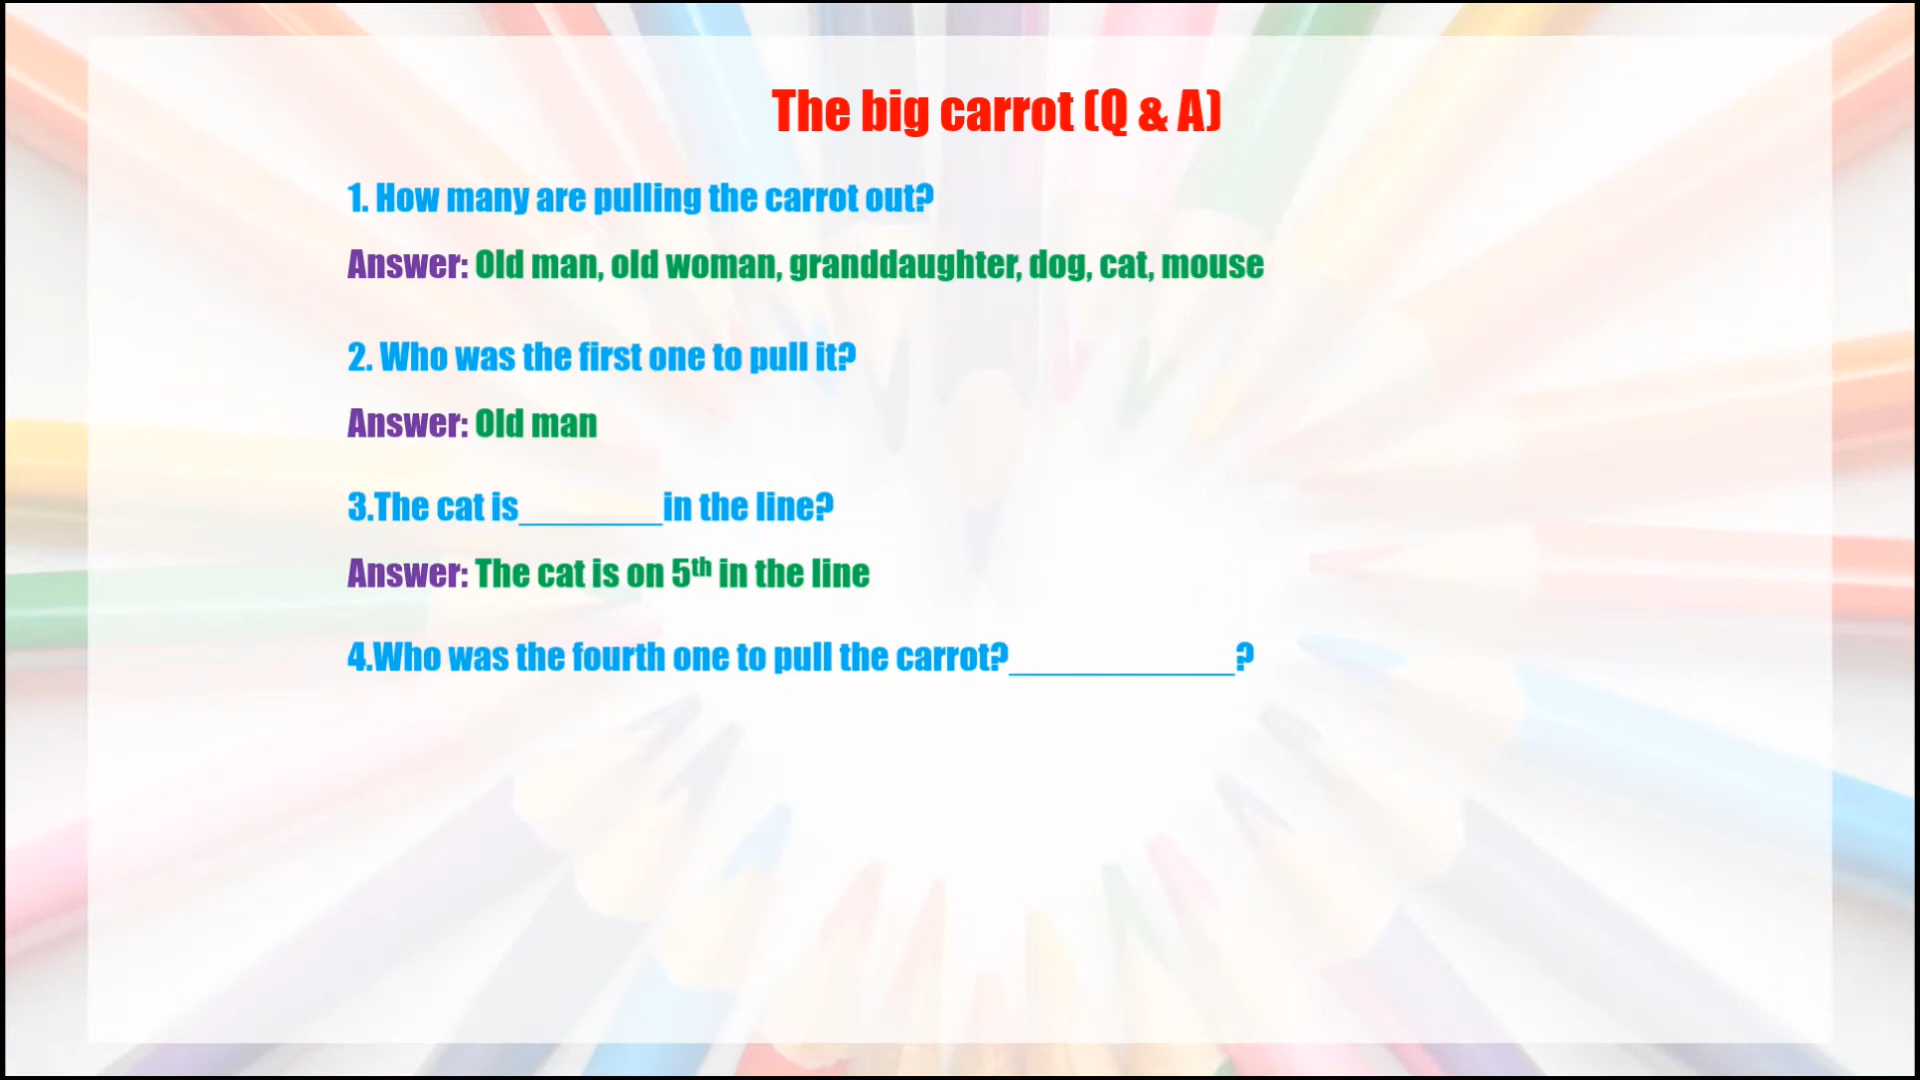 The big carrot (Q & A)
1. How many are pulling the carrot out?
Answer: Old man, old woman, granddaughter, dog, cat, mouse
2. Who was the first one to pull it?
Answer: Old man
3.The cat is_______in the line?
Answer: The cat is on 5th in the line
4.Who was the fourth one to pull the carrot?___________?